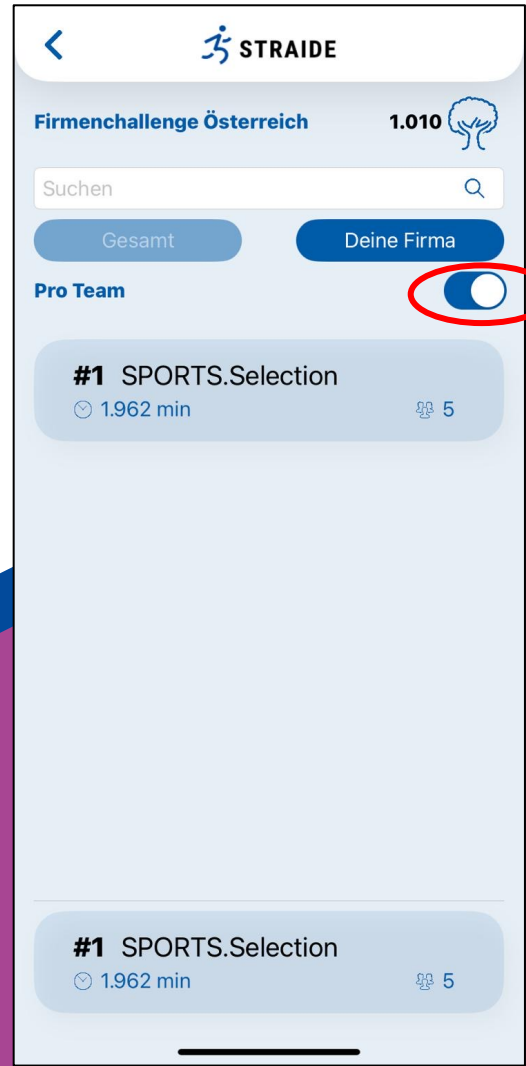 STRAIDE
Firmenchallenge Österreich 1.010
Suchen
Gesamt Deine Firma
Pro Team
#1 SPORTS.Selection
1.962 min 5
#1 SPORTS.Selection
1.962 min 5